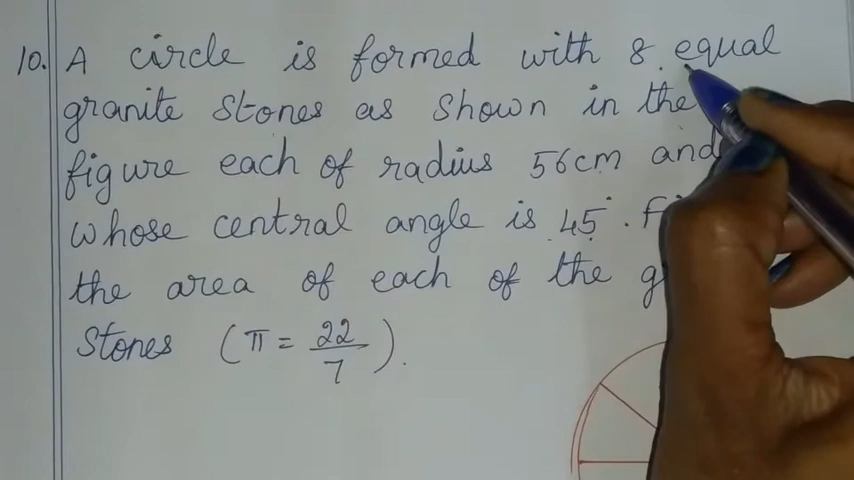 10. A circle is formed with 8 equal
granite stones as shown in the
figure each of radius 56cm and
whose central angle is 45°. Fi
the area of each of the g
stones (π = 22/7).